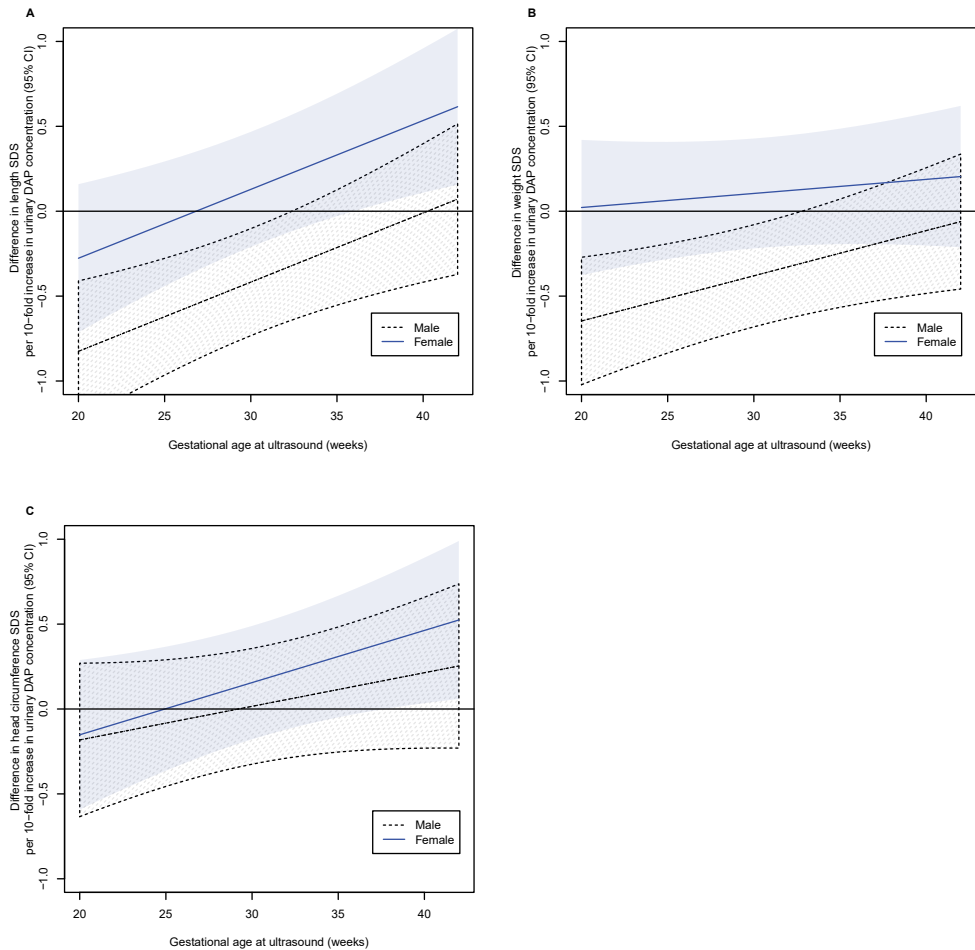 A
Difference in length SDS
per 10−fold increase in urinary DAP concentration (95% CI)
1.0
0.5
0.0
−0.5
−1.0
Male
Female
20 25 30 35 40
Gestational age at ultrasound (weeks)
B
Difference in weight SDS
per 10−fold increase in urinary DAP concentration (95% CI)
1.0
0.5
0.0
−0.5
−1.0
Male
Female
20 25 30 35 40
Gestational age at ultrasound (weeks)
C
Difference in head circumference SDS
per 10−fold increase in urinary DAP concentration (95% CI)
1.0
0.5
0.0
−0.5
−1.0
Male
Female
20 25 30 35 40
Gestational age at ultrasound (weeks)